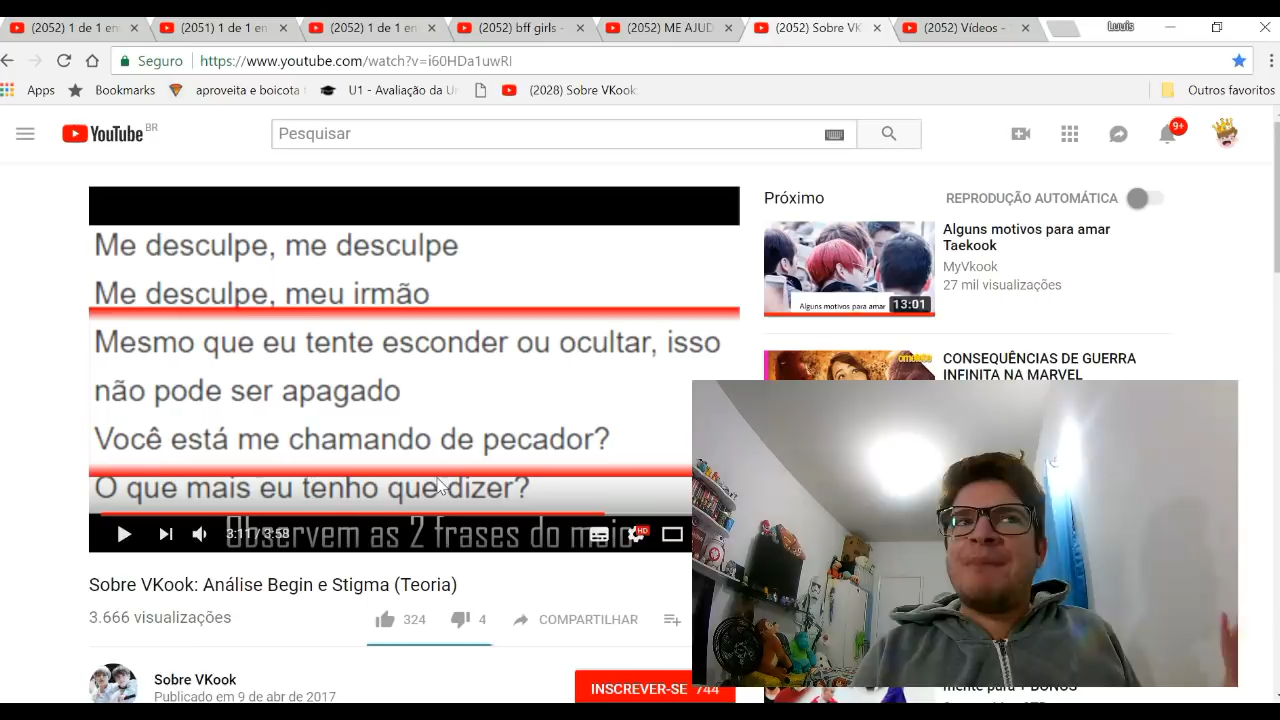 (2052) 1 de 1 en
(2051) 1 de 1 en
(2052) 1 de 1 en
(2052) bff girls -
(2052) ME AJUD
(2052) Sobre VK
(2052) Vídeos -
Luuis
Seguro
https://www.youtube.com/watch?v=i60HDa1uwRI
Apps
Bookmarks
aproveita e boicota
U1 - Avaliação da Ur
(2028) Sobre VKook:
Outros favoritos
YouTube BR
Pesquisar
9+
Me desculpe, me desculpe
Me desculpe, meu irmão
Mesmo que eu tente esconder ou ocultar, isso
não pode ser apagado
Você está me chamando de pecador?
O que mais eu tenho que dizer?
Observem as 2 frases do meio
3:11 / 3:58
HD
Sobre VKook: Análise Begin e Stigma (Teoria)
3.666 visualizações
324
4
COMPARTILHAR
Sobre VKook
Publicado em 9 de abr de 2017
INSCREVER-SE 744
Próximo
REPRODUÇÃO AUTOMÁTICA
Alguns motivos para amar
13:01
Alguns motivos para amar
Taekook
MyVkook
27 mil visualizações
omelete
CONSEQUÊNCIAS DE GUERRA
INFINITA NA MARVEL
mente para + BONUS